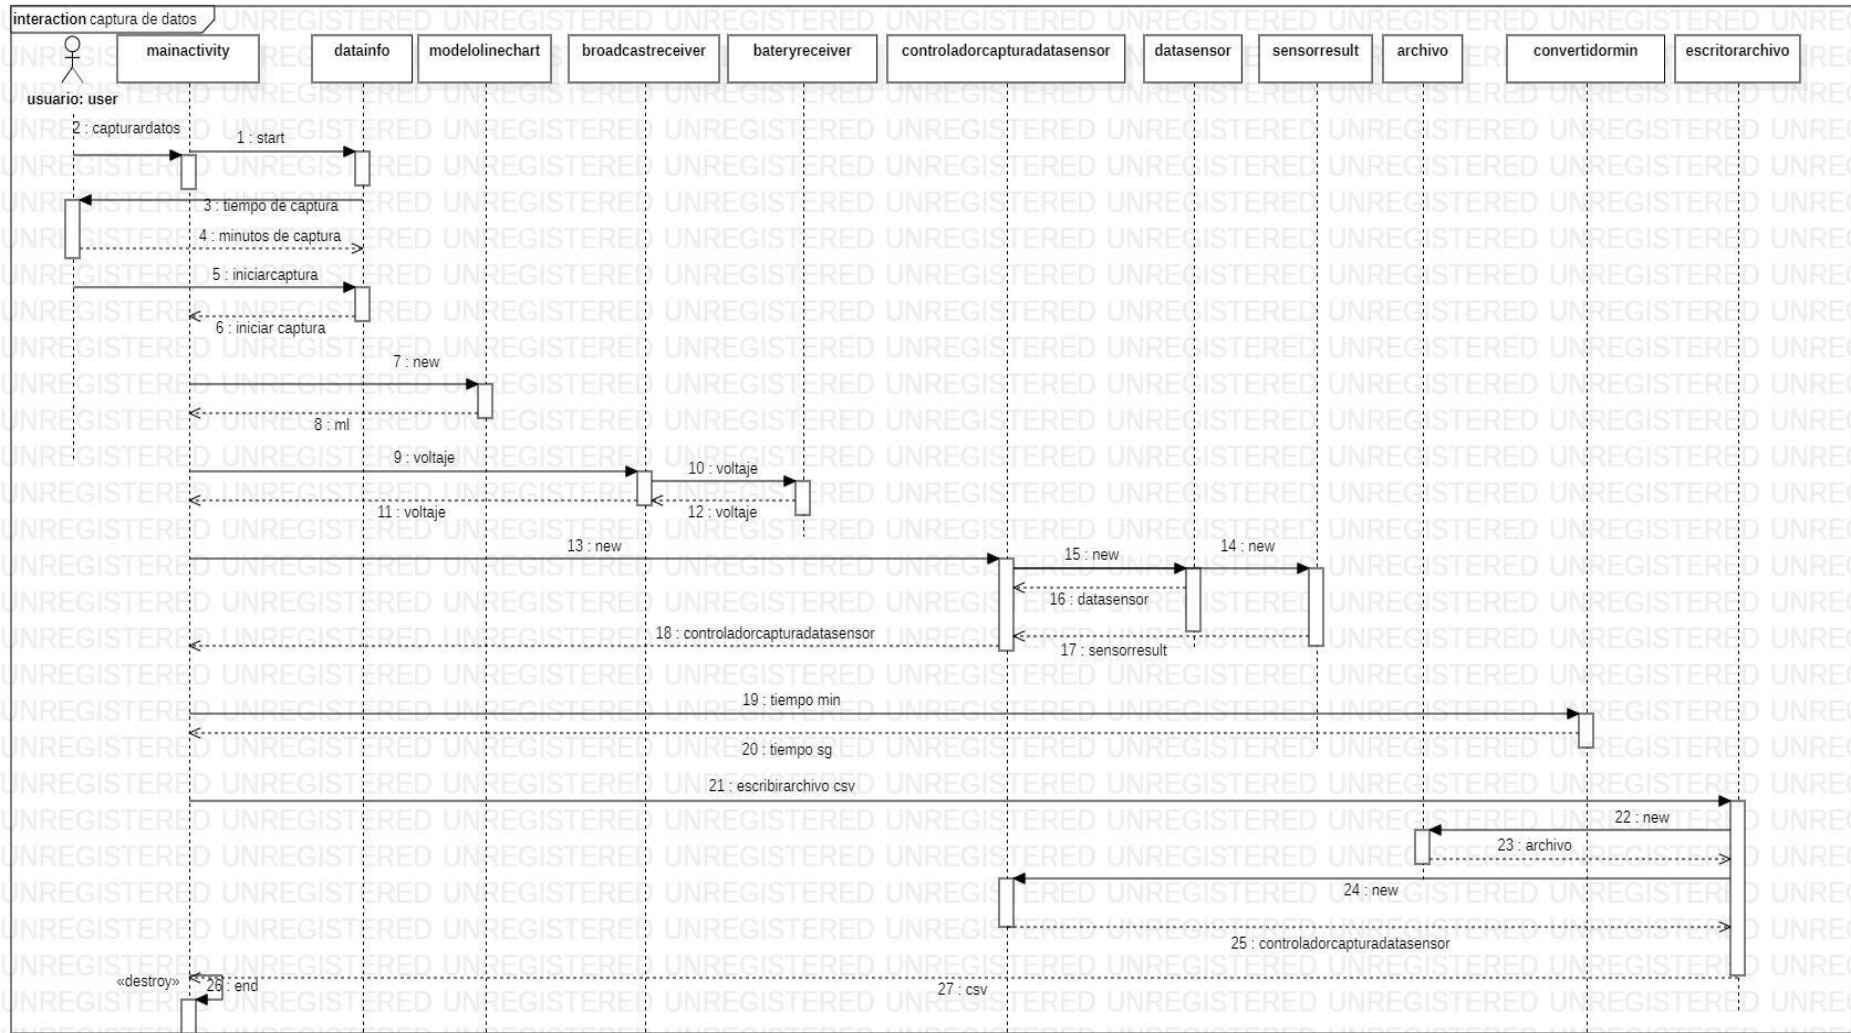 interaction captura de datos
mainactivity
datainfo
modelolinechart
broadcastreceiver
bateryreceiver
controladorcapturadatasensor
datasensor
sensorresult
archivo
convertidormin
escritorarchivo
usuario: user
2 : capturardatos
1 : start
3 : tiempo de captura
4 : minutos de captura
5 : iniciarcaptura
6 : iniciar captura
7 : new
8 : ml
9 : voltaje
10 : voltaje
11 : voltaje
12 : voltaje
13 : new
15 : new
14 : new
16 : datasensor
18 : controladorcapturadatasensor
17 : sensorresult
19 : tiempo min
20 : tiempo sg
21 : escribirarchivo csv
22 : new
23 : archivo
24 : new
25 : controladorcapturadatasensor
«destroy»
26 : end
27 : csv
UNREGISTERED